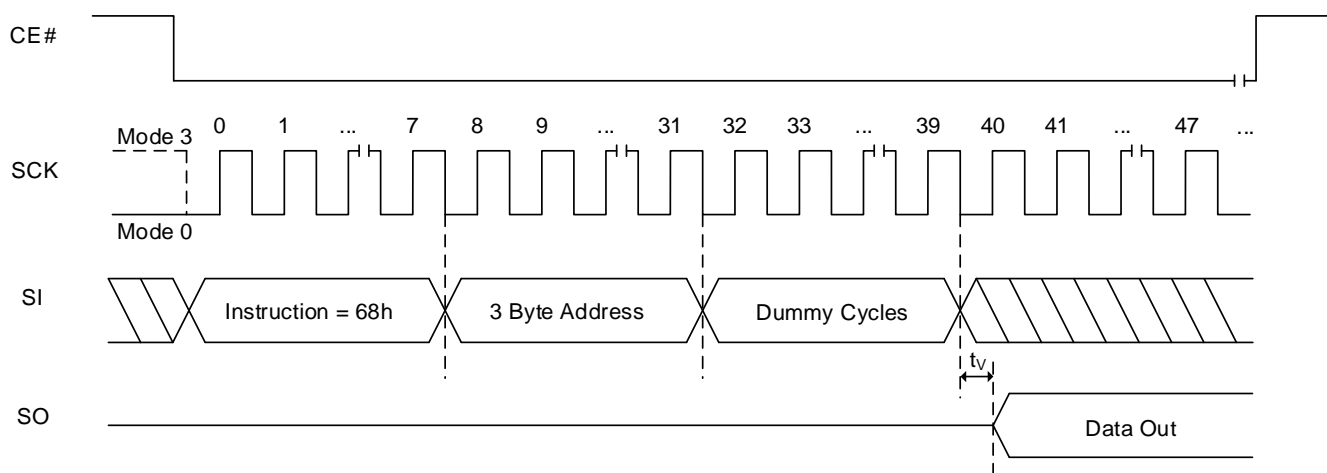 CE#
Mode 3 0 1 ... 7 8 9 ... 31 32 33 ... 39 40 41 ... 47 ...
SCK
Mode 0
SI Instruction = 68h 3 Byte Address Dummy Cycles
tV
SO Data Out